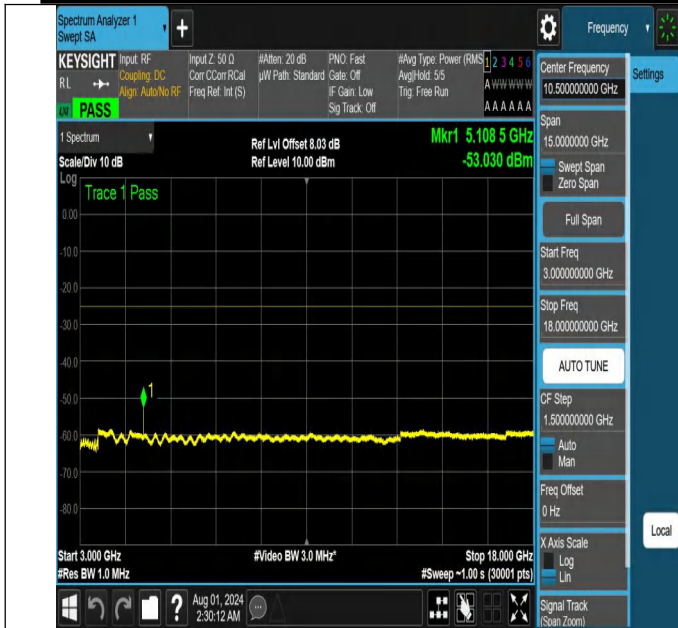 Spectrum Analyzer 1
Swept SA
+
Frequency
KEYSIGHT
RL
PASS
Input: RF
Coupling: DC
Align: Auto/No RF
Input Z: 50 Ω
Corr CCorr RCal
Freq Ref: Int (S)
#Atten: 20 dB
µW Path: Standard
PNO: Fast
Gate: Off
IF Gain: Low
Sig Track: Off
#Avg Type: Power (RMS
Avg|Hold: 5/5
Trig: Free Run
1 2 3 4 5 6
A W W W W W
A A A A A A
Center Frequency
10.500000000 GHz
Settings
1 Spectrum
Scale/Div 10 dB
Log
Ref Lvl Offset 8.03 dB
Ref Level 10.00 dBm
Mkr1 5.108 5 GHz
-53.030 dBm
Trace 1 Pass
0.00
-10.0
-20.0
-30.0
-40.0
-50.0
-60.0
-70.0
-80.0
1
Start 3.000 GHz
#Res BW 1.0 MHz
#Video BW 3.0 MHz*
Stop 18.000 GHz
#Sweep ~1.00 s (30001 pts)
Span
15.0000000 GHz
Swept Span
Zero Span
Full Span
Start Freq
3.000000000 GHz
Stop Freq
18.000000000 GHz
AUTO TUNE
CF Step
1.500000000 GHz
Auto
Man
Freq Offset
0 Hz
X Axis Scale
Log
Lin
Signal Track
(Span Zoom)
Local
?
Aug 01, 2024
2:30:12 AM